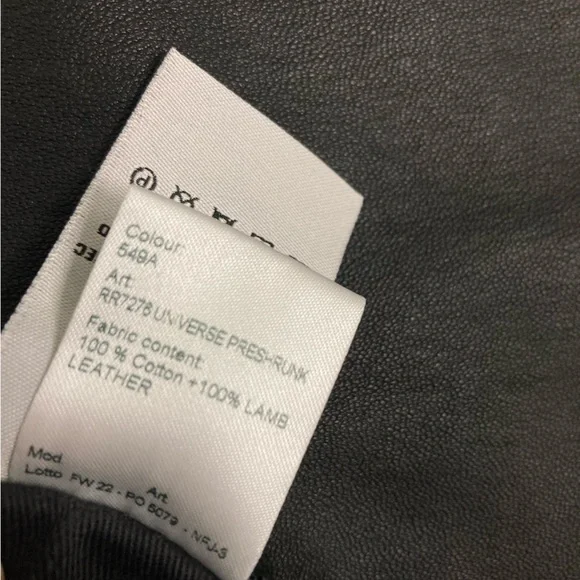 Colour:
549A
Art:
RR7276 UNIVERSE PRESHRUNK
Fabric content:
100 % Cotton +100% LAMB
LEATHER
Mod Art
Lotto FW 22 - PO 5079 - NFJ-S
P